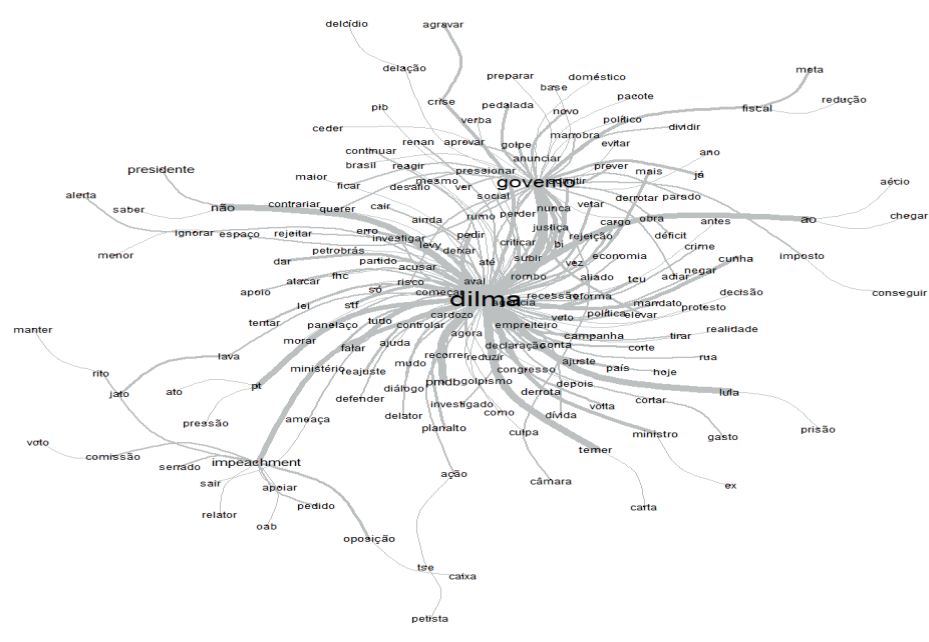 delcídio
agravar
delação
meta
preparar
doméstico
base
pacote
redução
crise
pedalada
novo
fiscal
pib
verba
político
ceder
marrobra
dividir
renan
aprovar
golpe
evitar
continuar
anunciar
ano
brasil
reagir
pressionar
prever
mais
já
presidente
maior
mesmo
governo
ficar
desafio
ver
aécio
alerta
social
derrotar
parado
saber
não
contrariar
querer
cair
nunca
vetar
rumo
perder
cargo
obra
antes
ao
chegar
ainda
justiça
ignorar
espaço
rejeitar
erro
investigar
pedir
rejeição
déficit
levy
criticar
bi
crime
menor
petrobrás
deixar
subir
economia
imposto
dar
partido
até
vez
cunha
acusar
aliado
tcu
adiar
negar
atacar
fhc
risco
rombo
aval
conseguir
apoio
só
começar
recessão
reforma
decisão
dilma
mandato
lei
stf
cardozo
política
elevar
protesto
tentar
panelaço
tudo
controlar
empreiteiro
veto
manter
agora
campanha
tirar
realidade
morar
falar
ajuda
declaração
conta
corte
lava
recorrer
reduzir
rua
ministério
reajuste
mudo
congresso
ajuste
país
hoje
rito
pt
pmdb
golpismo
depois
jato
ato
diálogo
derrota
lula
defender
investigado
cortar
delator
como
volta
ameaça
dívida
pressão
planalto
culpa
ministro
gasto
prisão
voto
temer
comissão
impeachment
serrado
ação
câmara
sair
apoiar
ex
pedido
carta
relator
oab
oposição
tse
caixa
petista